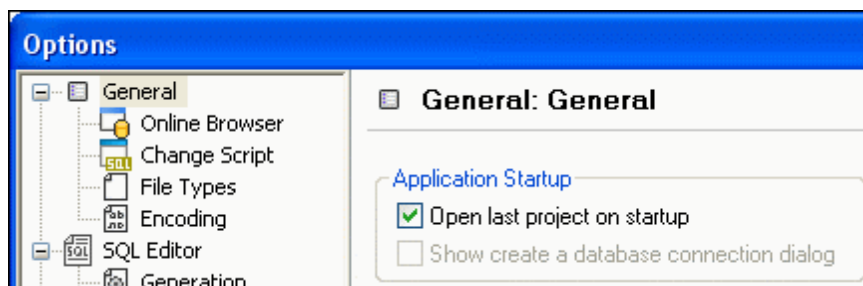 Options
General
Online Browser
Change Script
File Types
Encoding
SQL Editor
Generation
General: General
Application Startup
Open last project on startup
Show create a database connection dialog